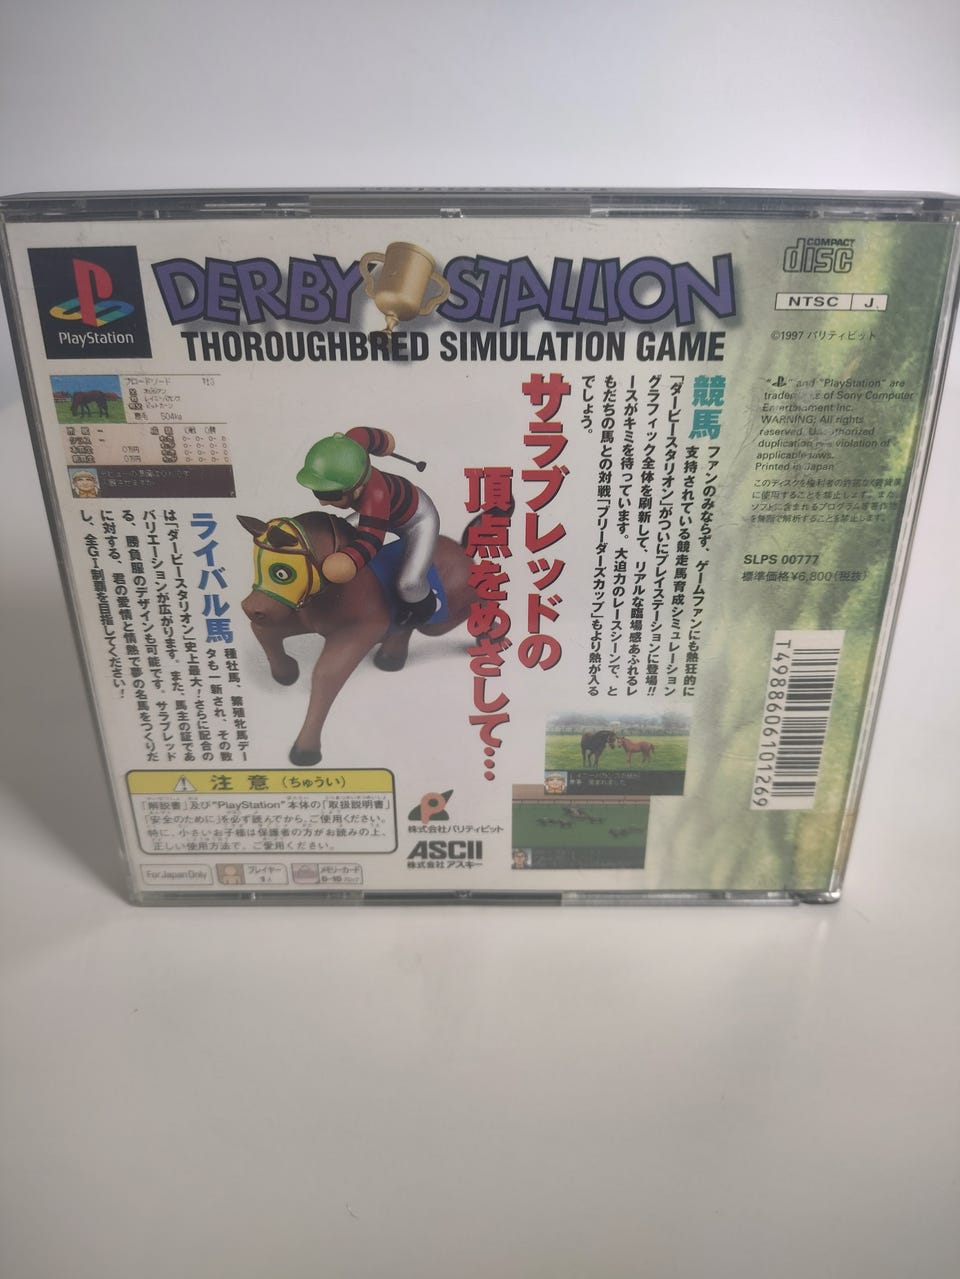 PlayStation
DERBY STALLION
THOROUGHBRED SIMULATION GAME
COMPACT
disc
NTSC J
©1997 パリティビット
"PS" and "PlayStation" are
of Sony Computer
Entertainment Inc.
WARNING: All rights
reserved. Unauthorized
duplication is a violation of
applicable laws.
Printed in Japan
SLPS 00777
標準価格¥6,800(税抜)
T4988606101269
サラブレッドの
頂点をめざして…
競馬ファンのみならず、ゲームファンにも熱狂的に
支持されている競走馬育成シミュレーション
「ダービースタリオン」がついにプレイステーションに登場!!
グラフィック全体を刷新して、リアルな臨場感あふれるレ
ースがキミを待っています。大迫力のレースシーンで、と
もだちの馬との対戦「ブリーダーズカップ」もより熱が入る
でしょう。
ライバル馬
種牡馬、繁殖牝馬デー
タも一新され、その数
は「ダービースタリオン」史上最大!さらに配合の
バリエーションが広がります。また、馬主の証であ
る、勝負服のデザインも可能です。サラブレッド
に対する、君の愛情と情熱で夢の名馬をつくりだ
し、全GI制覇を目指してください!
504kg
注意(ちゅうい)
「解説書」及び"PlayStation"本体の「取扱説明書」
「安全のために」を必ず読んでから、ご使用ください。
特に、小さいお子様は保護者の方がお読みの上、
正しい使用方法で、ご愛用ください。
For Japan Only
プレイヤー
1人
メモリーカード
株式会社パリティビット
ASCII
株式会社アスキー